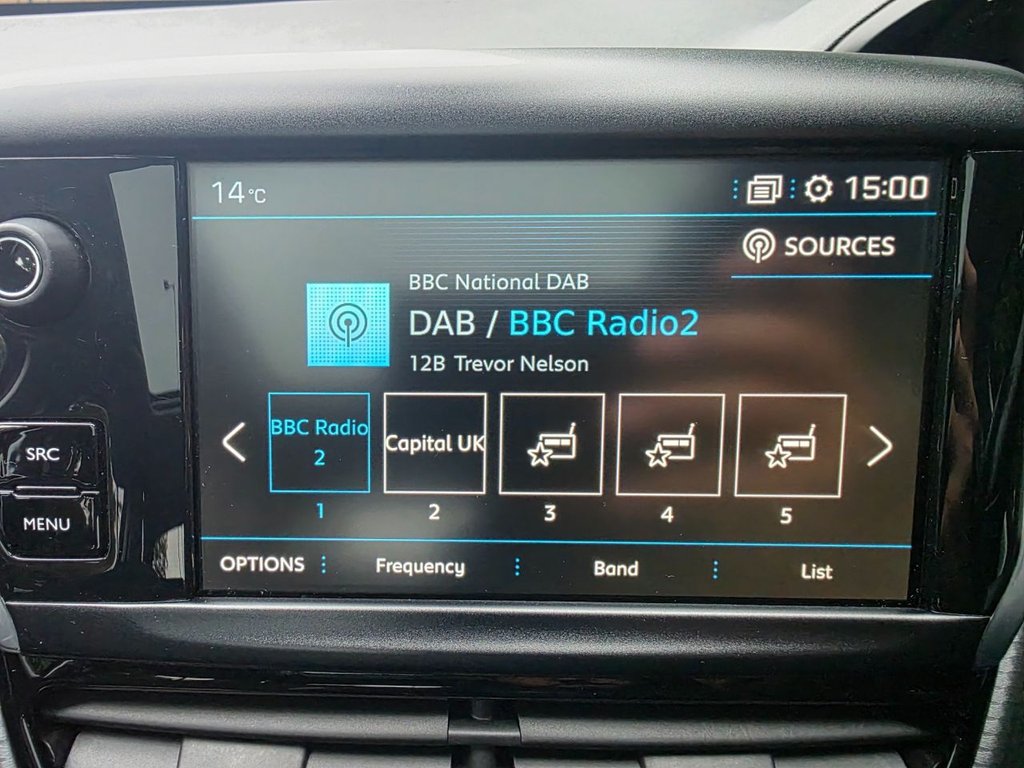 14°C
15:00
SOURCES
BBC National DAB
DAB / BBC Radio2
12B Trevor Nelson
BBC Radio
2
Capital UK
1 2 3 4 5
SRC
MENU
OPTIONS Frequency Band List